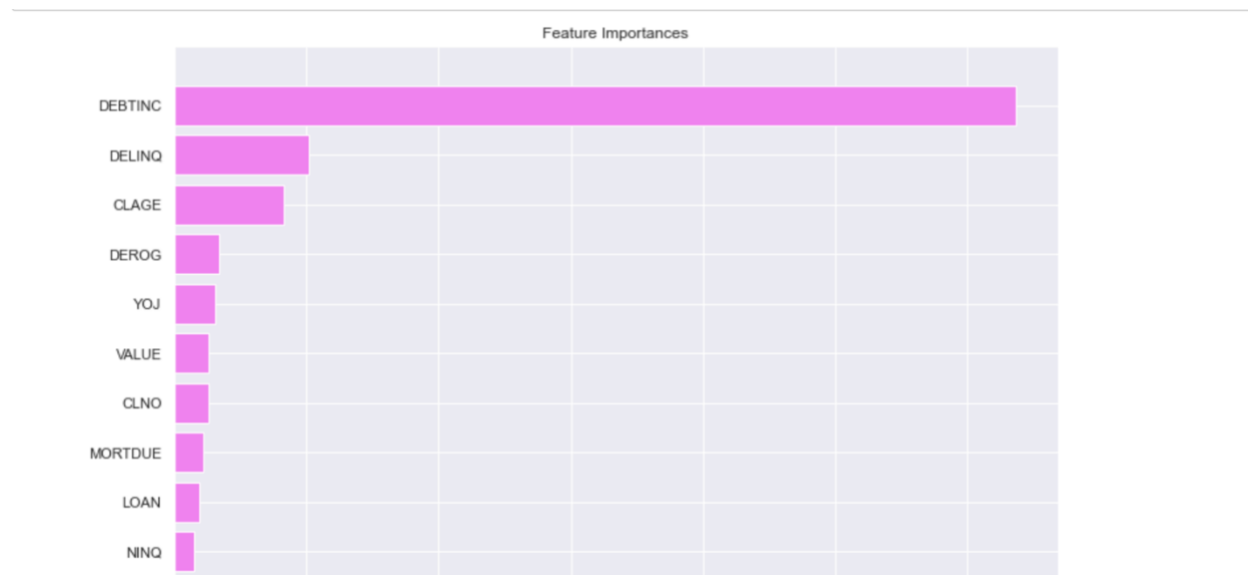 Feature Importances
DEBTINC
DELINQ
CLAGE
DEROG
YOJ
VALUE
CLNO
MORTDUE
LOAN
NINQ